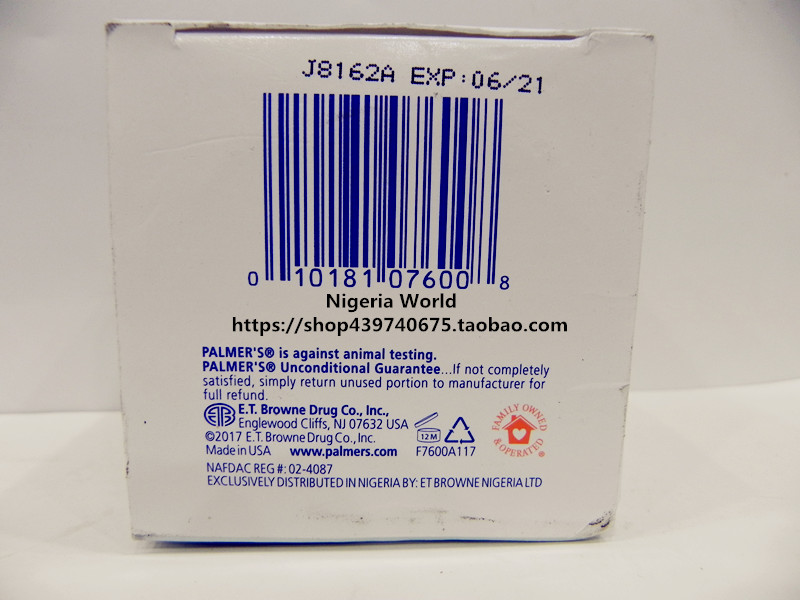 J8162A EXP:06/21
0 10181 07600 8
Nigeria World
https://shop439740675.taobao.com
PALMER'S® is against animal testing.
PALMER'S® Unconditional Guarantee...If not completely
satisfied, simply return unused portion to manufacturer for
full refund.
ETB E.T. Browne Drug Co., Inc.,
Englewood Cliffs, NJ 07632 USA
©2017 E.T. Browne Drug Co., Inc.
Made in USA www.palmers.com
12M
F7600A117
FAMILY OWNED
& OPERATED®
NAFDAC REG #: 02-4087
EXCLUSIVELY DISTRIBUTED IN NIGERIA BY: ET BROWNE NIGERIA LTD